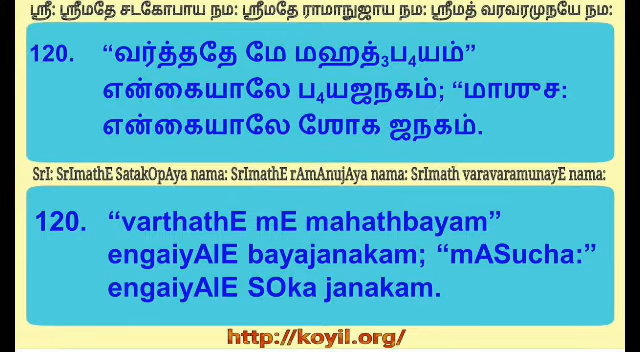 ஸ்ரீ: ஸ்ரீமதே சடகோபாய நம: ஸ்ரீமதே ராமாநுஜாய நம: ஸ்ரீமத் வரவரமுநயே நம:
120. “வர்த்ததே மே மஹத்3ப4யம்”
என்கையாலே ப4யஜநகம்; “மாஶுச:
என்கையாலே ஶோக ஜநகம்.
SrI: SrImathE SatakOpAya nama: SrImathE rAmAnujAya nama: SrImath varavaramunayE nama:
120. “varthathE mE mahathbayam”
engaiyAlE bayajanakam; “mASucha:”
engaiyAlE SOka janakam.
http://koyil.org/